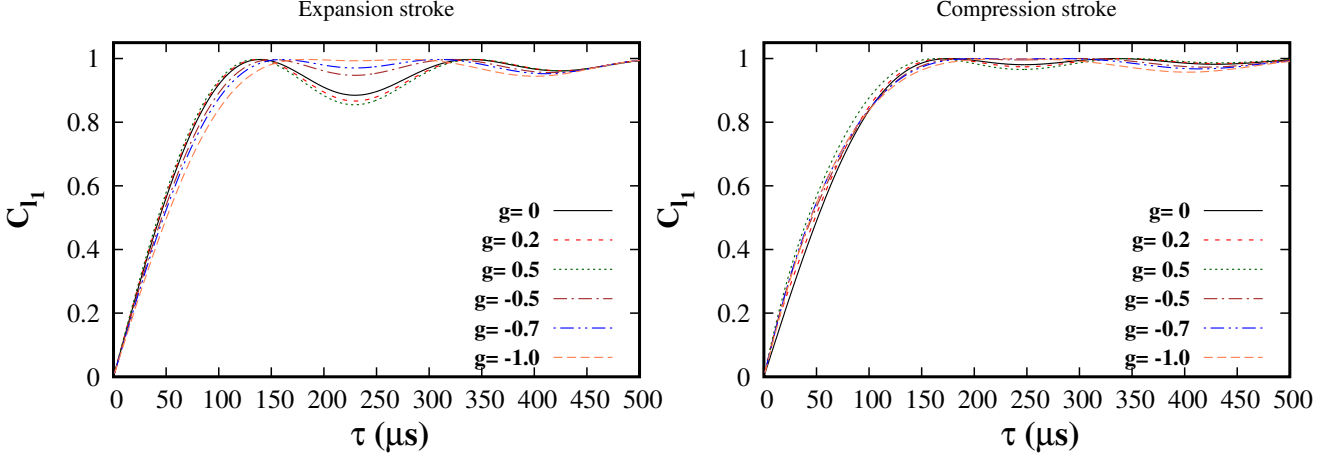 Expansion stroke
1
0.8
0.6
0.4
0.2
0
C_{l_1}
g= 0
g= 0.2
g= 0.5
g= -0.5
g= -0.7
g= -1.0
0 50 100 150 200 250 300 350 400 450 500
τ (μs)
Compression stroke
1
0.8
0.6
0.4
0.2
0
C_{l_1}
g= 0
g= 0.2
g= 0.5
g= -0.5
g= -0.7
g= -1.0
0 50 100 150 200 250 300 350 400 450 500
τ (μs)